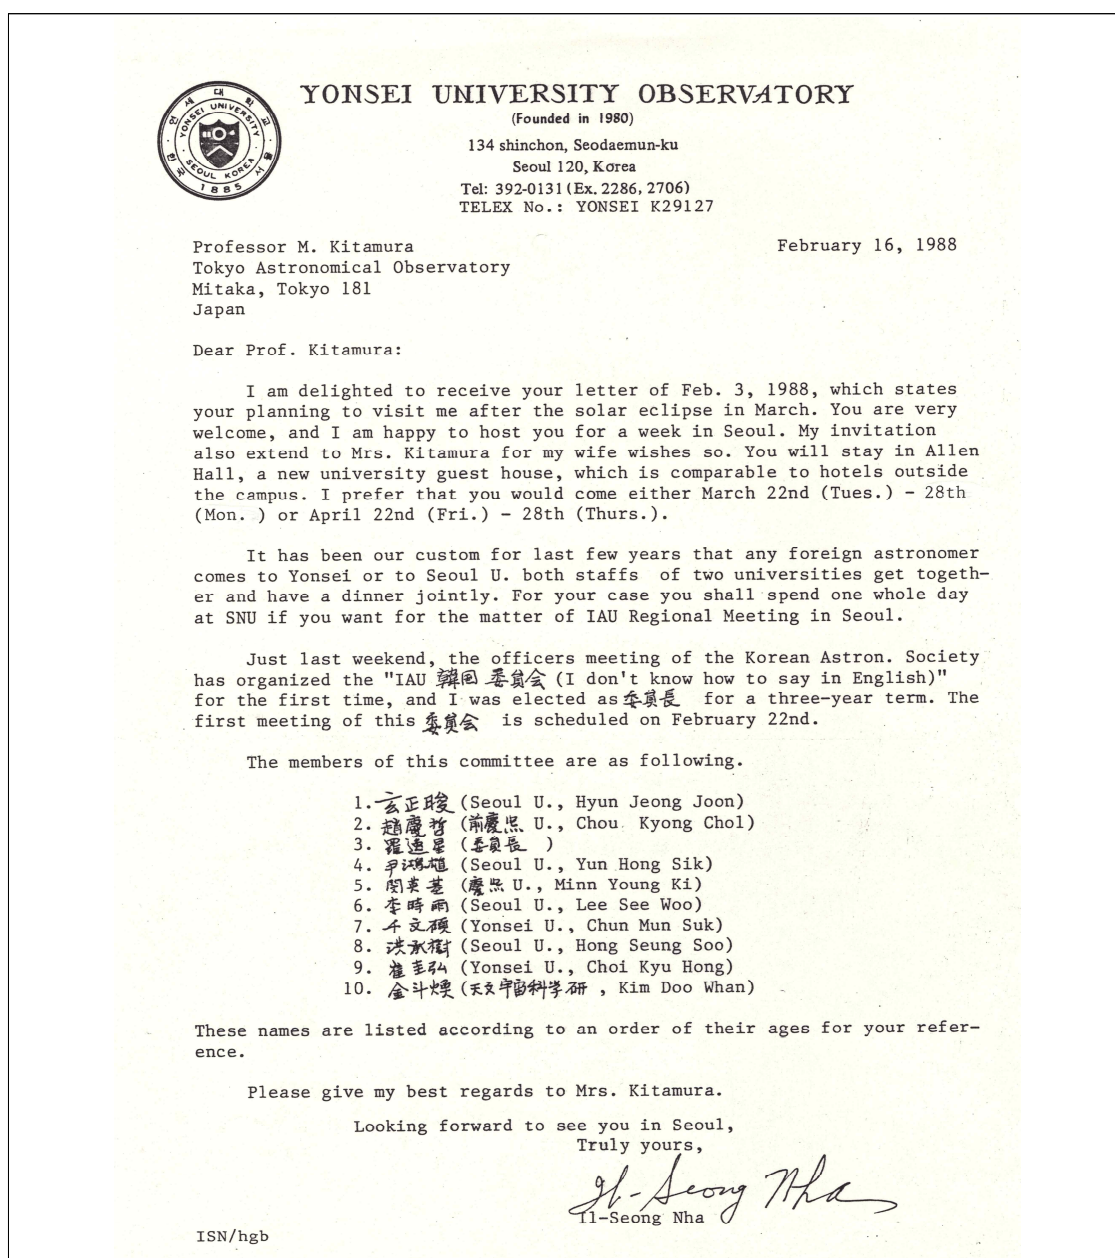 연세대학교
한국 서울
YONSEI UNIVERSITY
SEOUL KOREA
1885
YONSEI UNIVERSITY OBSERVATORY
(Founded in 1980)
134 shinchon, Seodaemun-ku
Seoul 120, Korea
Tel: 392-0131 (Ex. 2286, 2706)
TELEX No.: YONSEI K29127
Professor M. Kitamura February 16, 1988
Tokyo Astronomical Observatory
Mitaka, Tokyo 181
Japan
Dear Prof. Kitamura:
I am delighted to receive your letter of Feb. 3, 1988, which states
your planning to visit me after the solar eclipse in March. You are very
welcome, and I am happy to host you for a week in Seoul. My invitation
also extend to Mrs. Kitamura for my wife wishes so. You will stay in Allen
Hall, a new university guest house, which is comparable to hotels outside
the campus. I prefer that you would come either March 22nd (Tues.) - 28th
(Mon. ) or April 22nd (Fri.) - 28th (Thurs.).
It has been our custom for last few years that any foreign astronomer
comes to Yonsei or to Seoul U. both staffs of two universities get togeth-
er and have a dinner jointly. For your case you shall spend one whole day
at SNU if you want for the matter of IAU Regional Meeting in Seoul.
Just last weekend, the officers meeting of the Korean Astron. Society
has organized the "IAU 韓国 委員会 (I don't know how to say in English)"
for the first time, and I was elected as 委員長 for a three-year term. The
first meeting of this 委員会 is scheduled on February 22nd.
The members of this committee are as following.
1. 玄正晙 (Seoul U., Hyun Jeong Joon)
2. 趙慶哲 (前慶熙 U., Chou Kyong Chol)
3. 羅逸星 (委員長 )
4. 尹鴻植 (Seoul U., Yun Hong Sik)
5. 閔英基 (慶熙 U., Minn Young Ki)
6. 李時雨 (Seoul U., Lee See Woo)
7. 千文碩 (Yonsei U., Chun Mun Suk)
8. 洪承樹 (Seoul U., Hong Seung Soo)
9. 崔圭弘 (Yonsei U., Choi Kyu Hong)
10. 金斗煥 (天文宇宙科学研 , Kim Doo Whan)
These names are listed according to an order of their ages for your refer-
ence.
Please give my best regards to Mrs. Kitamura.
Looking forward to see you in Seoul,
Truly yours,
Il-Seong Nha
Il-Seong Nha
ISN/hgb